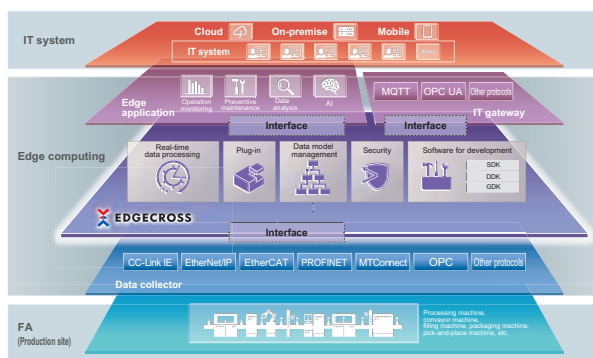 Cloud
On-premise
Mobile
IT system
IT system
Edge
application
Operation
monitoring
Preventive
maintenance
Data
analysis
AI
MQTT
OPC UA
Other protocols
IT gateway
Interface
Interface
Edge computing
Real-time
data processing
Plug-in
Data model
management
Security
Software for development
SDK
DDK
GDK
EDGECROSS
Interface
CC-Link IE
EtherNet/IP
EtherCAT
PROFINET
MTConnect
OPC
Other protocols
Data collector
FA
(Production site)
Processing machine,
conveyor machine,
filling machine, packaging machine,
pick-and-place machine, etc.